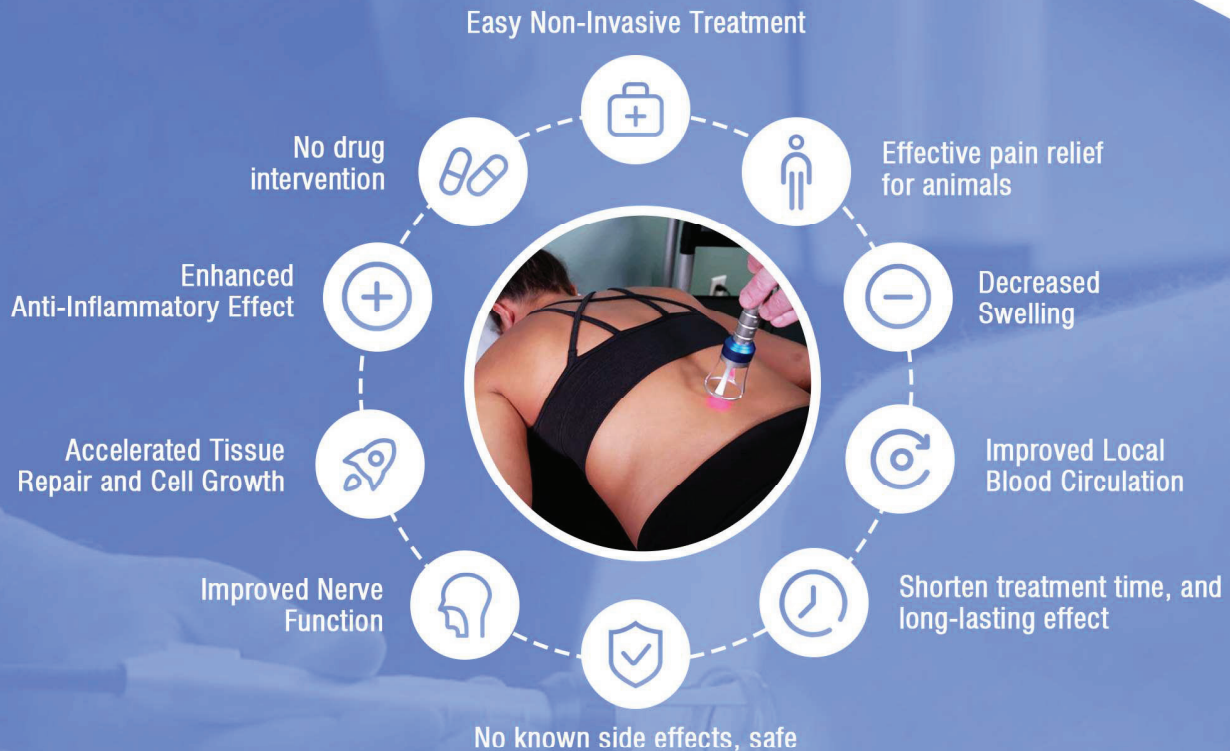 Easy Non-Invasive Treatment
Effective pain relief
for animals
Decreased
Swelling
Improved Local
Blood Circulation
Shorten treatment time, and
long-lasting effect
No known side effects, safe
Improved Nerve
Function
Accelerated Tissue
Repair and Cell Growth
Enhanced
Anti-Inflammatory Effect
No drug
intervention